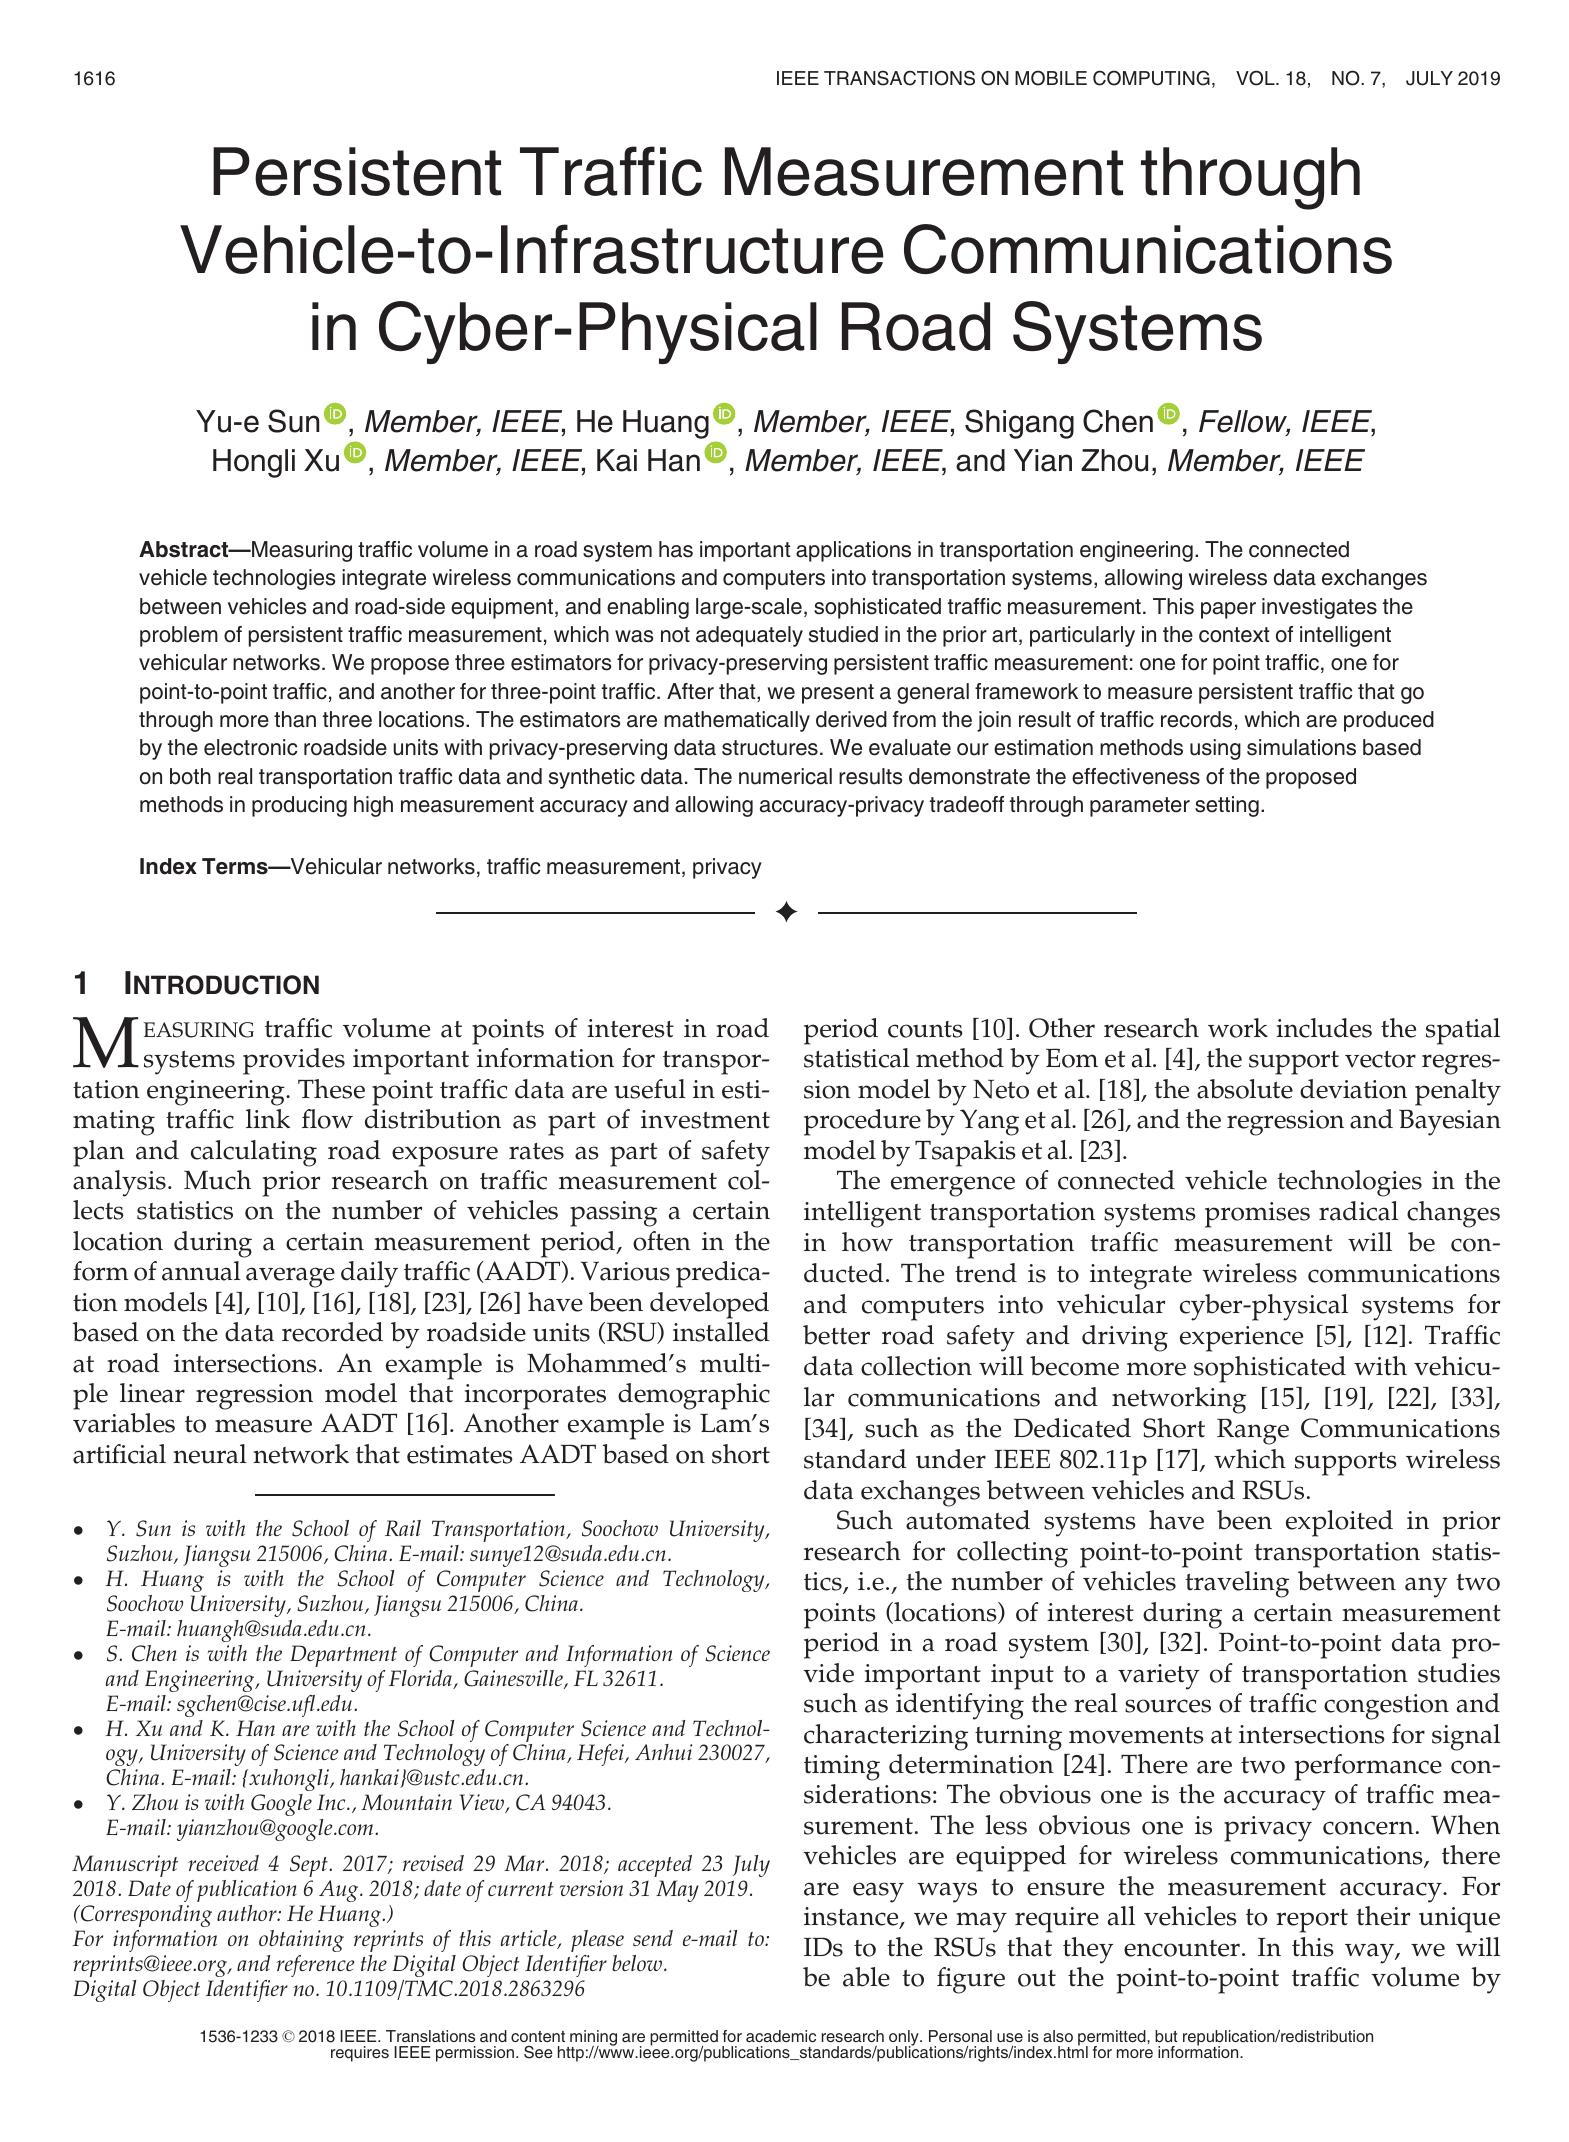 1616
IEEE TRANSACTIONS ON MOBILE COMPUTING, VOL. 18, NO. 7, JULY 2019
Persistent Traffic Measurement through
Vehicle-to-Infrastructure Communications
in Cyber-Physical Road Systems
Yu-e Sun iD, Member, IEEE, He Huang iD, Member, IEEE, Shigang Chen iD, Fellow, IEEE,
Hongli Xu iD, Member, IEEE, Kai Han iD, Member, IEEE, and Yian Zhou, Member, IEEE
Abstract—Measuring traffic volume in a road system has important applications in transportation engineering. The connected
vehicle technologies integrate wireless communications and computers into transportation systems, allowing wireless data exchanges
between vehicles and road-side equipment, and enabling large-scale, sophisticated traffic measurement. This paper investigates the
problem of persistent traffic measurement, which was not adequately studied in the prior art, particularly in the context of intelligent
vehicular networks. We propose three estimators for privacy-preserving persistent traffic measurement: one for point traffic, one for
point-to-point traffic, and another for three-point traffic. After that, we present a general framework to measure persistent traffic that go
through more than three locations. The estimators are mathematically derived from the join result of traffic records, which are produced
by the electronic roadside units with privacy-preserving data structures. We evaluate our estimation methods using simulations based
on both real transportation traffic data and synthetic data. The numerical results demonstrate the effectiveness of the proposed
methods in producing high measurement accuracy and allowing accuracy-privacy tradeoff through parameter setting.
Index Terms—Vehicular networks, traffic measurement, privacy
1 INTRODUCTION
MEASURING traffic volume at points of interest in road
systems provides important information for transpor-
tation engineering. These point traffic data are useful in esti-
mating traffic link flow distribution as part of investment
plan and calculating road exposure rates as part of safety
analysis. Much prior research on traffic measurement col-
lects statistics on the number of vehicles passing a certain
location during a certain measurement period, often in the
form of annual average daily traffic (AADT). Various predica-
tion models [4], [10], [16], [18], [23], [26] have been developed
based on the data recorded by roadside units (RSU) installed
at road intersections. An example is Mohammed's multi-
ple linear regression model that incorporates demographic
variables to measure AADT [16]. Another example is Lam's
artificial neural network that estimates AADT based on short
• Y. Sun is with the School of Rail Transportation, Soochow University,
Suzhou, Jiangsu 215006, China. E-mail: sunye12@suda.edu.cn.
• H. Huang is with the School of Computer Science and Technology,
Soochow University, Suzhou, Jiangsu 215006, China.
E-mail: huangh@suda.edu.cn.
• S. Chen is with the Department of Computer and Information of Science
and Engineering, University of Florida, Gainesville, FL 32611.
E-mail: sgchen@cise.ufl.edu.
• H. Xu and K. Han are with the School of Computer Science and Technol-
ogy, University of Science and Technology of China, Hefei, Anhui 230027,
China. E-mail: {xuhongli, hankai}@ustc.edu.cn.
• Y. Zhou is with Google Inc., Mountain View, CA 94043.
E-mail: yianzhou@google.com.
Manuscript received 4 Sept. 2017; revised 29 Mar. 2018; accepted 23 July
2018. Date of publication 6 Aug. 2018; date of current version 31 May 2019.
(Corresponding author: He Huang.)
For information on obtaining reprints of this article, please send e-mail to:
reprints@ieee.org, and reference the Digital Object Identifier below.
Digital Object Identifier no. 10.1109/TMC.2018.2863296
period counts [10]. Other research work includes the spatial
statistical method by Eom et al. [4], the support vector regres-
sion model by Neto et al. [18], the absolute deviation penalty
procedure by Yang et al. [26], and the regression and Bayesian
model by Tsapakis et al. [23].
The emergence of connected vehicle technologies in the
intelligent transportation systems promises radical changes
in how transportation traffic measurement will be con-
ducted. The trend is to integrate wireless communications
and computers into vehicular cyber-physical systems for
better road safety and driving experience [5], [12]. Traffic
data collection will become more sophisticated with vehicu-
lar communications and networking [15], [19], [22], [33],
[34], such as the Dedicated Short Range Communications
standard under IEEE 802.11p [17], which supports wireless
data exchanges between vehicles and RSUs.
Such automated systems have been exploited in prior
research for collecting point-to-point transportation statis-
tics, i.e., the number of vehicles traveling between any two
points (locations) of interest during a certain measurement
period in a road system [30], [32]. Point-to-point data pro-
vide important input to a variety of transportation studies
such as identifying the real sources of traffic congestion and
characterizing turning movements at intersections for signal
timing determination [24]. There are two performance con-
siderations: The obvious one is the accuracy of traffic mea-
surement. The less obvious one is privacy concern. When
vehicles are equipped for wireless communications, there
are easy ways to ensure the measurement accuracy. For
instance, we may require all vehicles to report their unique
IDs to the RSUs that they encounter. In this way, we will
be able to figure out the point-to-point traffic volume by
1536-1233 © 2018 IEEE. Translations and content mining are permitted for academic research only. Personal use is also permitted, but republication/redistribution
requires IEEE permission. See http://www.ieee.org/publications_standards/publications/rights/index.html for more information.